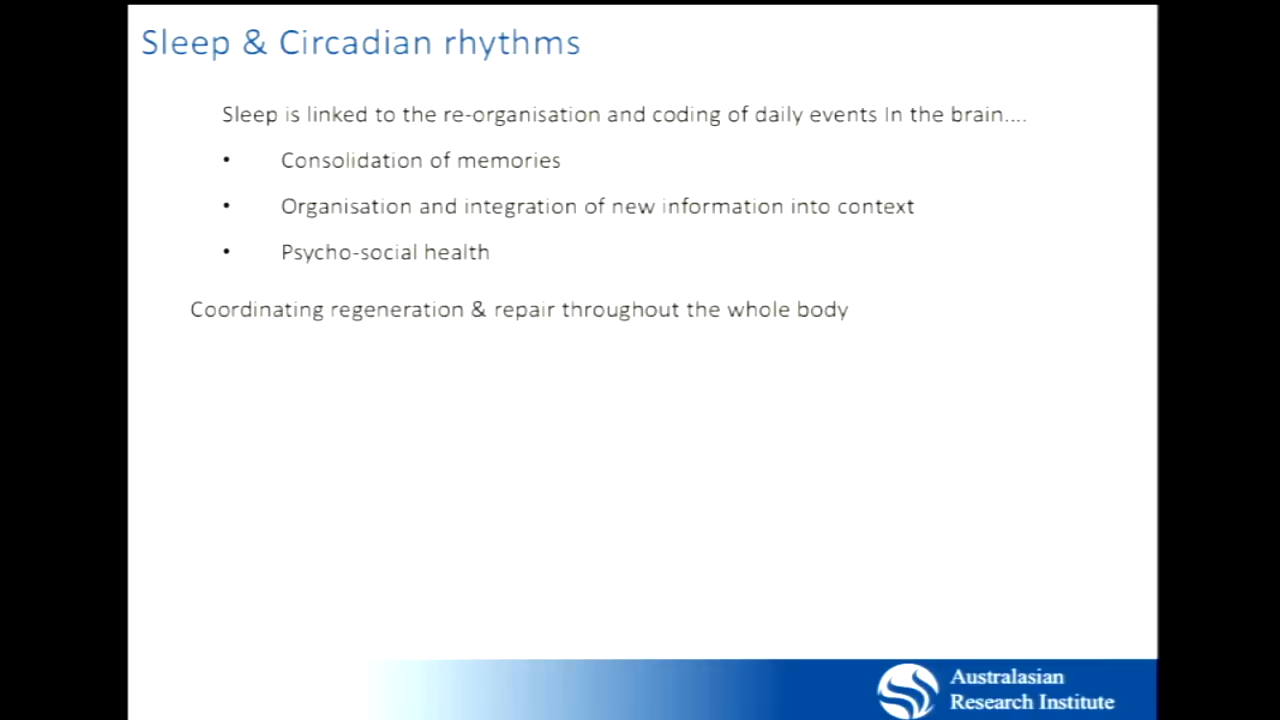 Sleep & Circadian rhythms
Sleep is linked to the re-organisation and coding of daily events In the brain....
• Consolidation of memories
• Organisation and integration of new information into context
• Psycho-social health
Coordinating regeneration & repair throughout the whole body
Australasian
Research Institute